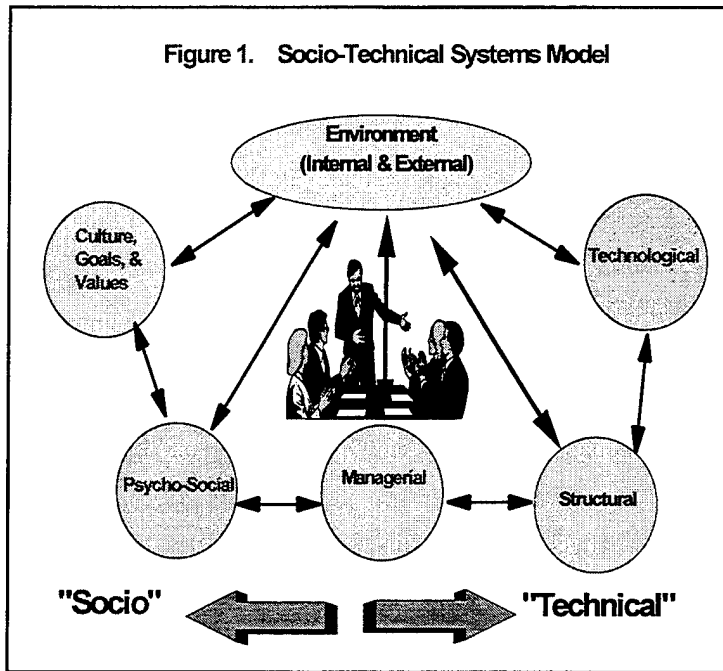 Figure 1. Socio-Technical Systems Model
Environment
(Internal & External)
Culture,
Goals, &
Values
Technological
Psycho-Social
Managerial
Structural
"Socio"
"Technical"